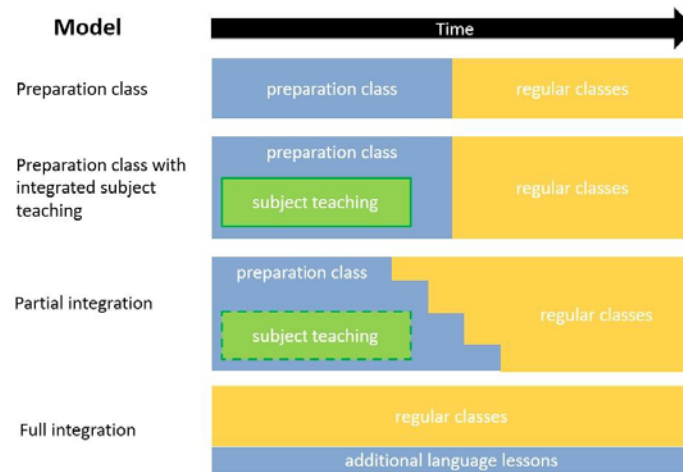 Model
Time
Preparation class
preparation class
regular classes
Preparation class with
integrated subject
teaching
preparation class
subject teaching
regular classes
Partial integration
preparation class
subject teaching
regular classes
Full integration
regular classes
additional language lessons